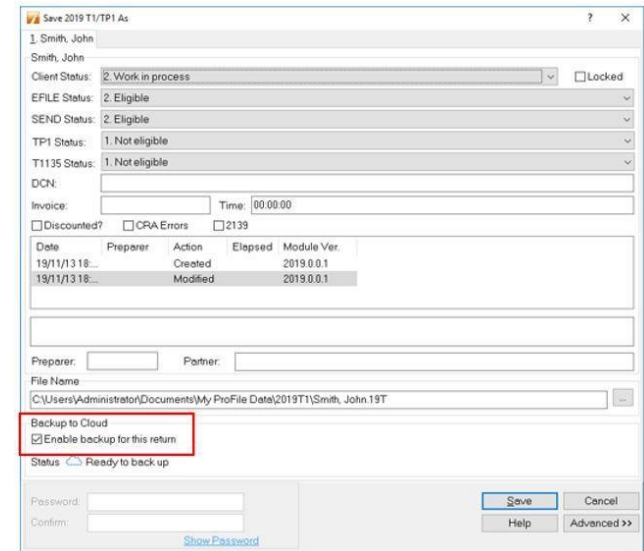 Save 2019 T1/TP1 As ? X
1. Smith, John
Smith, John
Client Status: 2. Work in process Locked
EFILE Status: 2. Eligible
SEND Status: 2. Eligible
TP1 Status: 1. Not eligible
T1135 Status: 1. Not eligible
DCN:
Invoice: Time: 00:00:00
Discounted? CRA Errors 2139
Date Preparer Action Elapsed Module Ver.
19/11/13 18:... Created 2019.0.0.1
19/11/13 18:... Modified 2019.0.0.1
Preparer: Partner:
File Name
C:\Users\Administrator\Documents\My ProFile Data\2019T1\Smith, John.19T ...
Backup to Cloud
Enable backup for this return
Status Ready to back up
Password: Save Cancel
Confirm: Help Advanced >>
Show Password